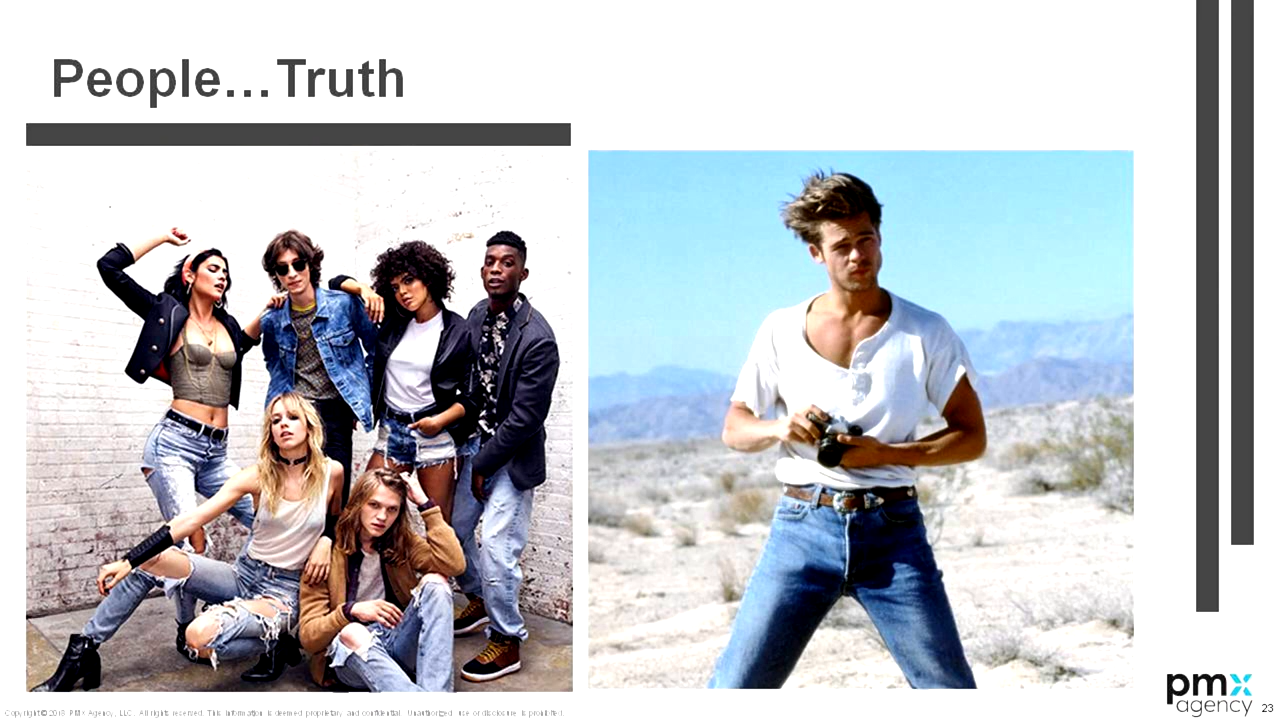 People…Truth
pmx
agency
23
Copyright © 2018 PMX Agency, LLC. All rights reserved. This information is deemed proprietary and confidential. Unauthorized use or disclosure is prohibited.